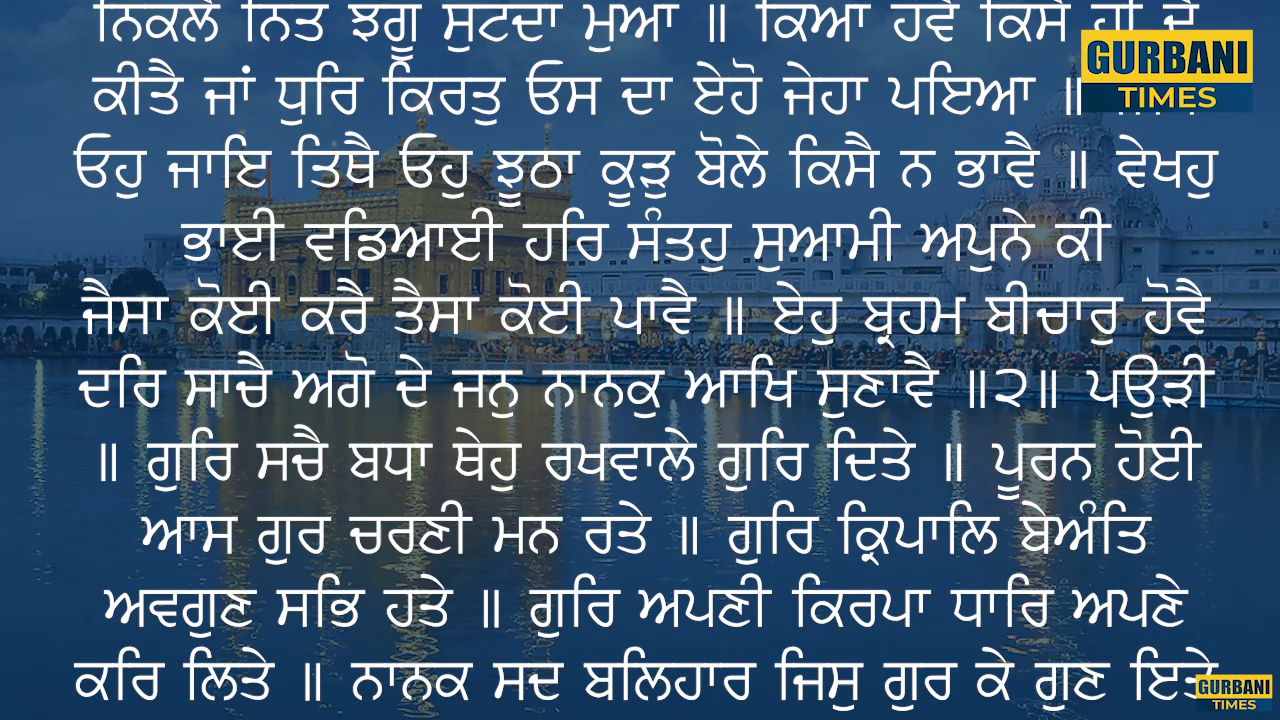 ਨਿਕਲੈ ਨਿਤ ਝਗੂ ਸੁਟਦਾ ਮੁਆ ॥ ਕਿਆ ਹੋਵੈ ਕਿਸੈ ਹੀ ਦੈ
GURBANI
TIMES
ਕੀਤੈ ਜਾਂ ਧੁਰਿ ਕਿਰਤੁ ਓਸ ਦਾ ਏਹੋ ਜੇਹਾ ਪਇਆ ॥
ਓਹੁ ਜਾਇ ਤਿਥੈ ਓਹੁ ਝੂਠਾ ਕੂੜੁ ਬੋਲੇ ਕਿਸੈ ਨ ਭਾਵੈ ॥ ਵੇਖਹੁ
ਭਾਈ ਵਡਿਆਈ ਹਰਿ ਸੰਤਹੁ ਸੁਆਮੀ ਅਪੁਨੇ ਕੀ
ਜੈਸਾ ਕੋਈ ਕਰੈ ਤੈਸਾ ਕੋਈ ਪਾਵੈ ॥ ਏਹੁ ਬ੍ਰਹਮ ਬੀਚਾਰੁ ਹੋਵੈ
ਦਰਿ ਸਾਚੈ ਅਗੋ ਦੇ ਜਨੁ ਨਾਨਕੁ ਆਖਿ ਸੁਣਾਵੈ ॥੨॥ ਪਉੜੀ
॥ ਗੁਰਿ ਸਚੈ ਬਧਾ ਥੇਹੁ ਰਖਵਾਲੇ ਗੁਰਿ ਦਿਤੇ ॥ ਪੂਰਨ ਹੋਈ
ਆਸ ਗੁਰ ਚਰਣੀ ਮਨ ਰਤੇ ॥ ਗੁਰਿ ਕ੍ਰਿਪਾਲਿ ਬੇਅੰਤਿ
ਅਵਗੁਣ ਸਭਿ ਹਤੇ ॥ ਗੁਰਿ ਅਪਣੀ ਕਿਰਪਾ ਧਾਰਿ ਅਪਣੇ
ਕਰਿ ਲਿਤੇ ॥ ਨਾਨਕ ਸਦ ਬਲਿਹਾਰ ਜਿਸੁ ਗੁਰ ਕੇ ਗੁਣ ਇਤੇ
GURBANI
TIMES